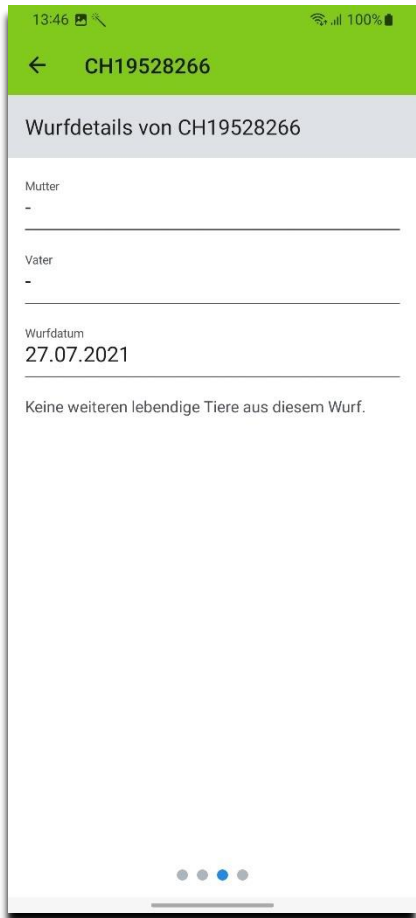 13:46 100%
CH19528266
Wurfdetails von CH19528266
Mutter
-
Vater
-
Wurfdatum
27.07.2021
Keine weiteren lebendige Tiere aus diesem Wurf.